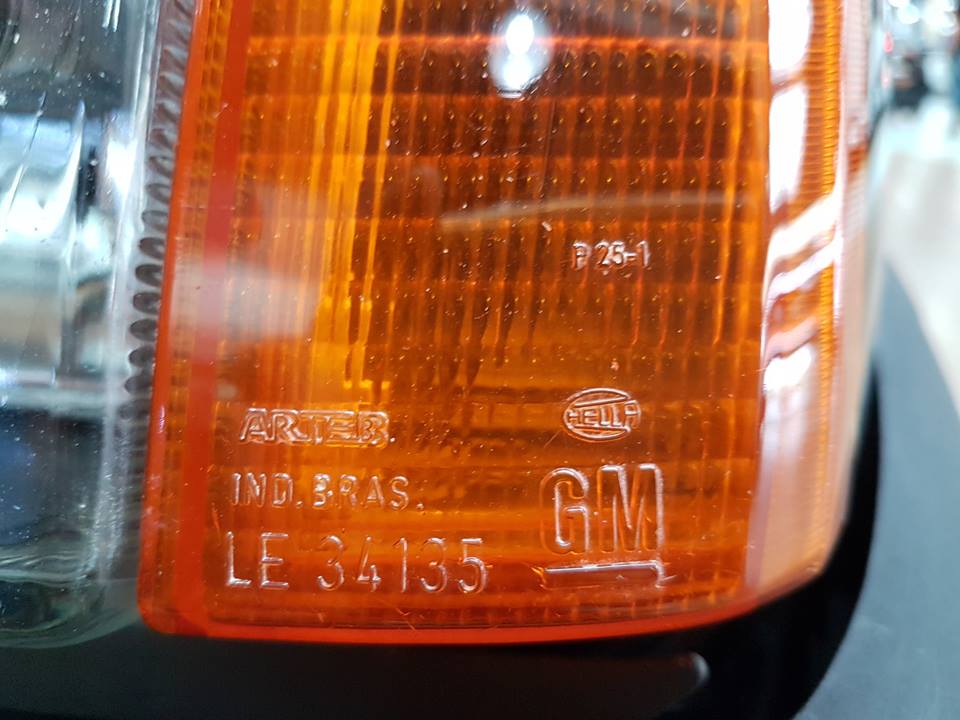 P 25-1
ARTEB
HELLA
IND. BRAS.
GM
LE 34135